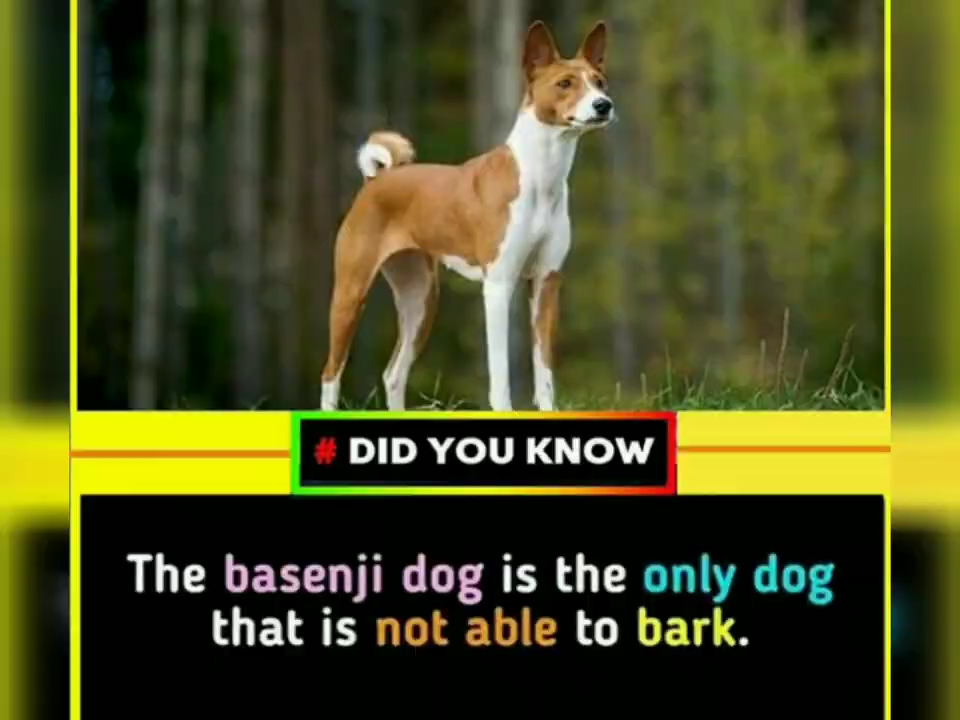 # DID YOU KNOW
The basenji dog is the only dog
that is not able to bark.